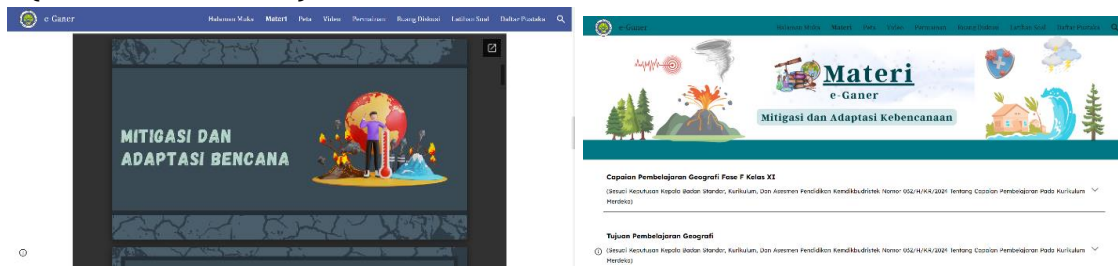 e-Ganer
Halaman Muka Materi Peta Video Permainan Ruang Diskusi Latihan Soal Daftar Pustaka
MITIGASI DAN
ADAPTASI BENCANA
e-Ganer
Halaman Muka Materi Peta Video Permainan Ruang Diskusi Latihan Soal Daftar Pustaka
Materi
e-Ganer
Mitigasi dan Adaptasi Kebencanaan
Capaian Pembelajaran Geografi Fase F Kelas XI
(Sesuai Keputusan Kepala Badan Standar, Kurikulum, Dan Asesmen Pendidikan Kemdikbudristek Nomor 032/H/KR/2024 Tentang Capaian Pembelajaran Pada Kurikulum
Merdeka)
Tujuan Pembelajaran Geografi
(Sesuai Keputusan Kepala Badan Standar, Kurikulum, Dan Asesmen Pendidikan Kemdikbudristek Nomor 032/H/KR/2024 Tentang Capaian Pembelajaran Pada Kurikulum
Merdeka)